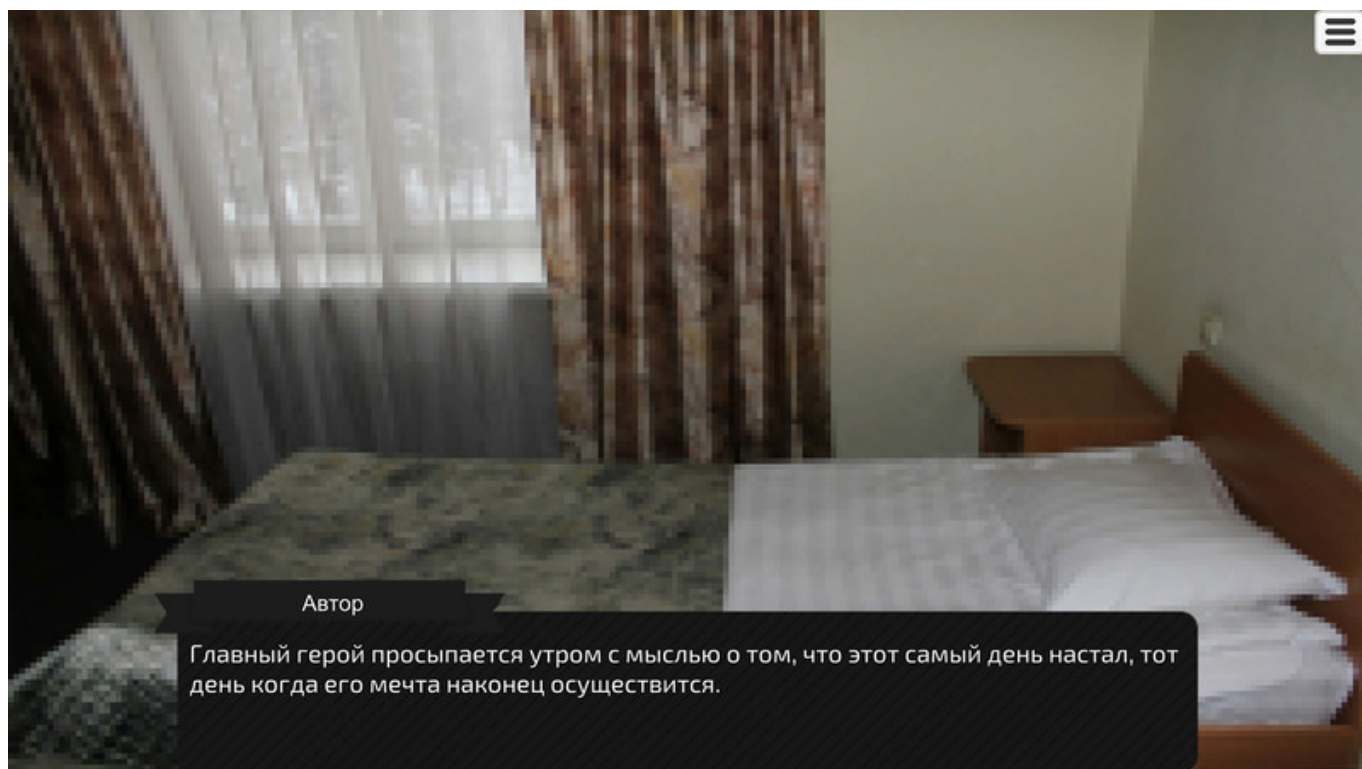 Автор
Главный герой просыпается утром с мыслью о том, что этот самый день настал, тот
день когда его мечта наконец осуществится.